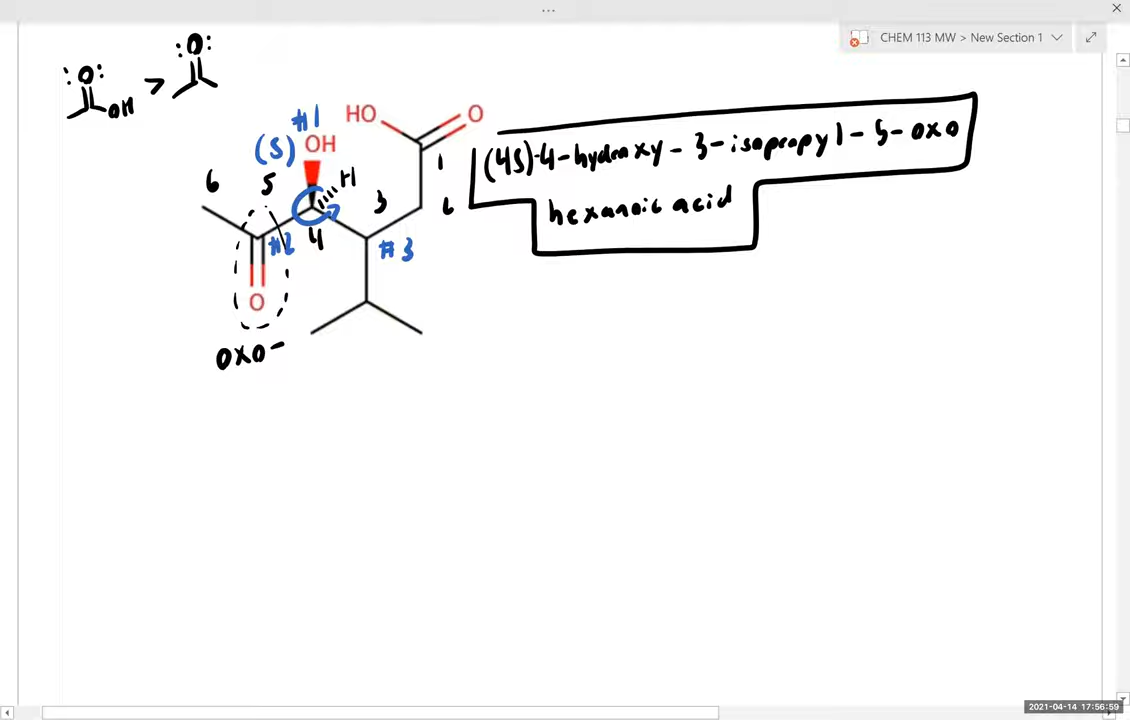 CHEM 113 MW > New Section 1
:O:
:O:
OH
>
#1
HO
O
(S)
OH
H
1
6
5
3
6
#2
4
#3
O
oxo-
(4S)-4-hydroxy-3-isopropyl-5-oxo
hexanoic acid
2021-04-14 17:56:59